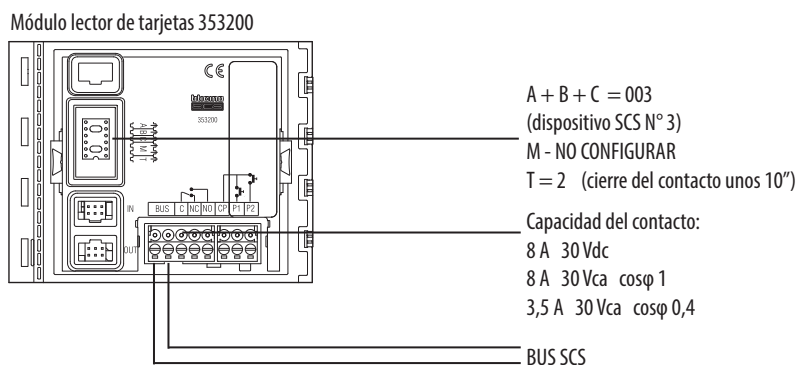 Módulo lector de tarjetas 353200
bticino
353200
A
B
C
M
T
IN
OUT
BUS C NC NO CP P1 P2
A + B + C = 003
(dispositivo SCS N° 3)
M - NO CONFIGURAR
T = 2 (cierre del contacto unos 10”)
Capacidad del contacto:
8 A 30 Vdc
8 A 30 Vca cosφ 1
3,5 A 30 Vca cosφ 0,4
BUS SCS